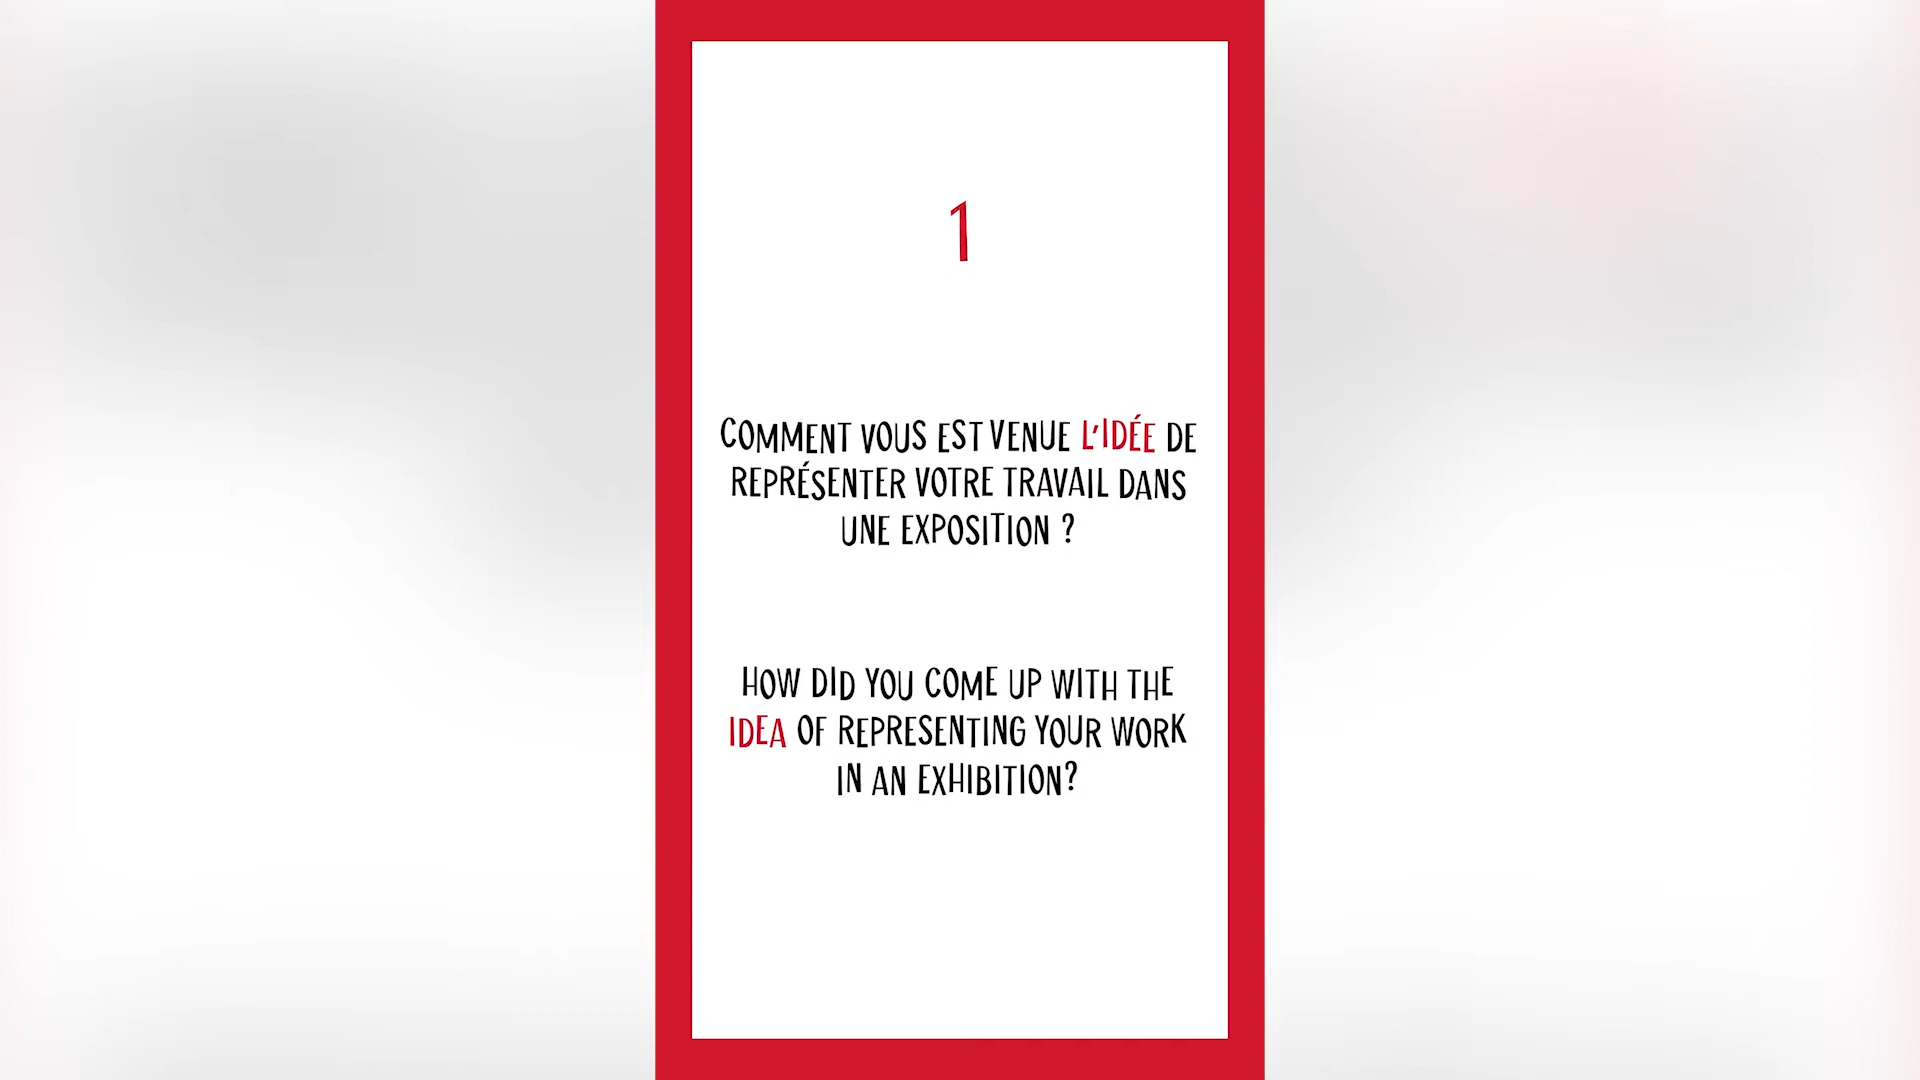 1
COMMENT VOUS EST VENUE L'IDÉE DE
REPRÉSENTER VOTRE TRAVAIL DANS
UNE EXPOSITION ?
HOW DID YOU COME UP WITH THE
IDEA OF REPRESENTING YOUR WORK
IN AN EXHIBITION?